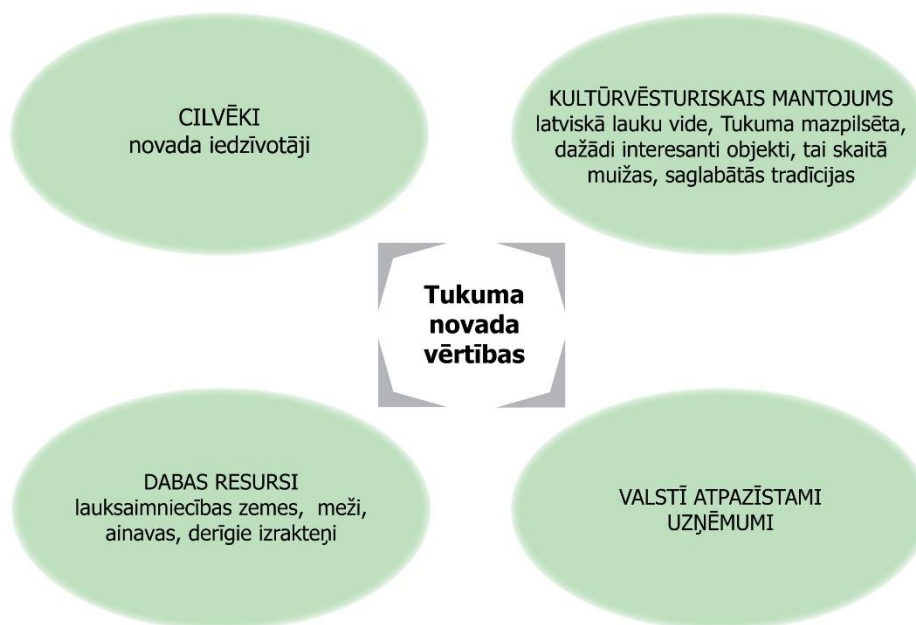 CILVĒKI
novada iedzīvotāji
KULTŪRVĒSTURISKAIS MANTOJUMS
latviskā lauku vide, Tukuma mazpilsēta,
dažādi interesanti objekti, tai skaitā
muižas, saglabātās tradīcijas
Tukuma
novada
vērtības
DABAS RESURSI
lauksaimniecības zemes, meži,
ainavas, derīgie izrakteņi
VALSTĪ ATPAZĪSTAMI
UZŅĒMUMI